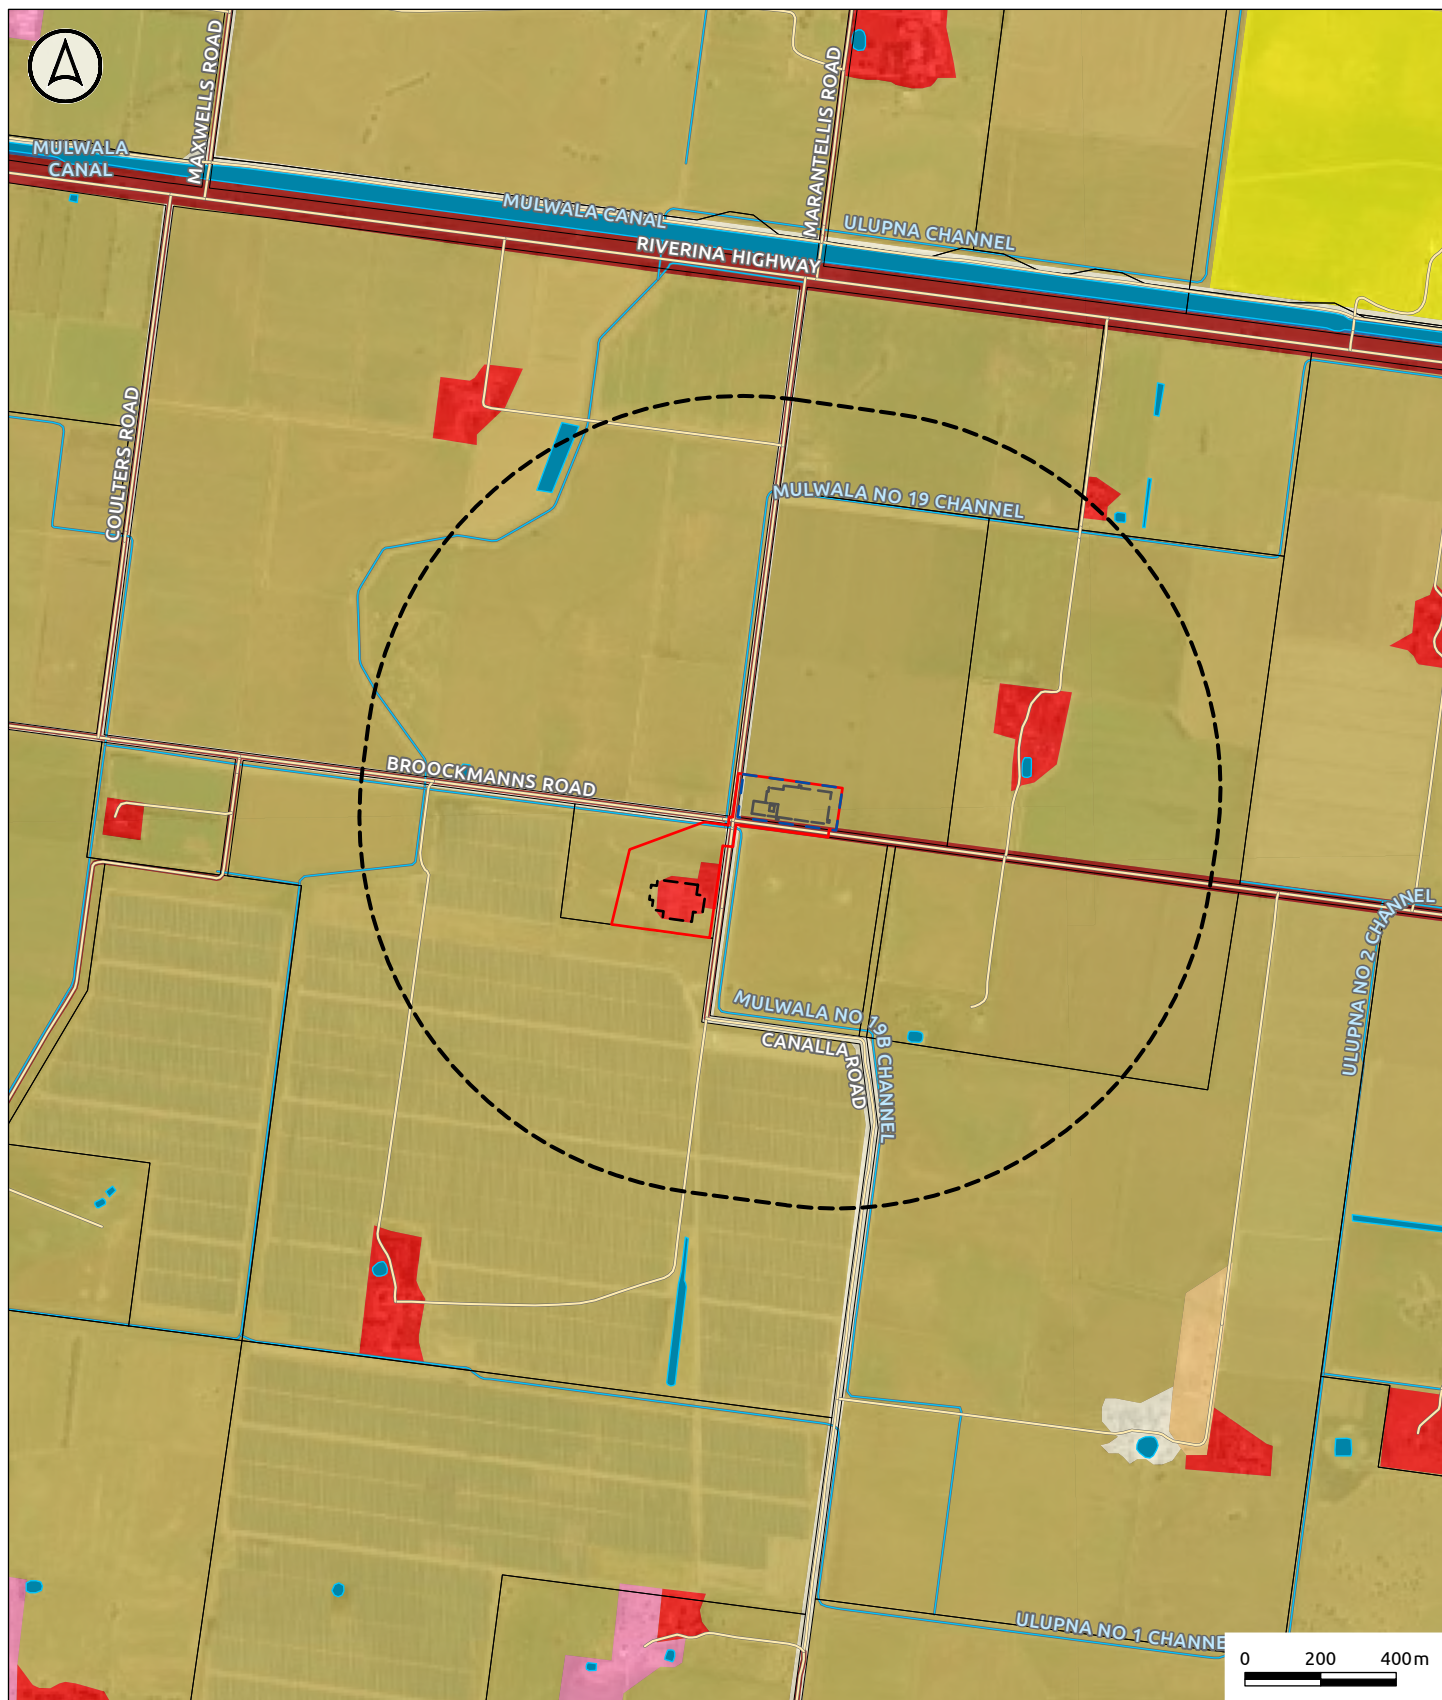 MAXWELLS ROAD
MARANTELLIS ROAD
MULWALA
CANAL
MULWALA CANAL
ULUPNA CHANNEL
RIVERINA HIGHWAY
COULTERS ROAD
MULWALA NO 19 CHANNEL
BROOCKMANNS ROAD
ULUPNA NO 2 CHANNEL
MULWALA NO 19B CHANNEL
CANALLA ROAD
ULUPNA NO 1 CHANNE
0 200 400 m